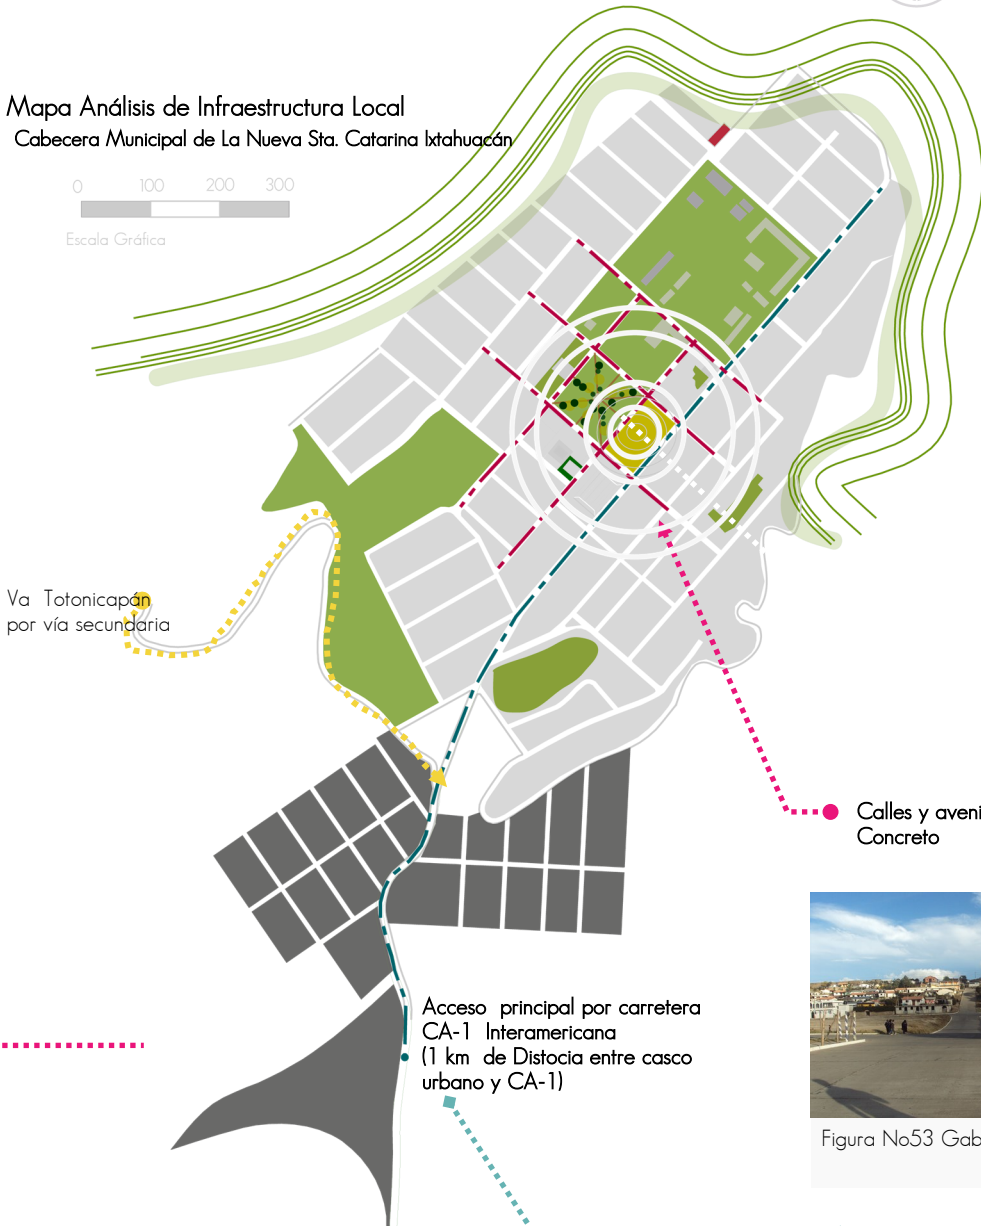 Mapa Análisis de Infraestructura Local
Cabecera Municipal de La Nueva Sta. Catarina Ixtahuacán
0 100 200 300
Escala Gráfica
Va Totonicapán
por vía secundaria
Calles y aveni
Concreto
Acceso principal por carretera
CA-1 Interamericana
(1 km de Distocia entre casco
urbano y CA-1)
Figura No53 Gab